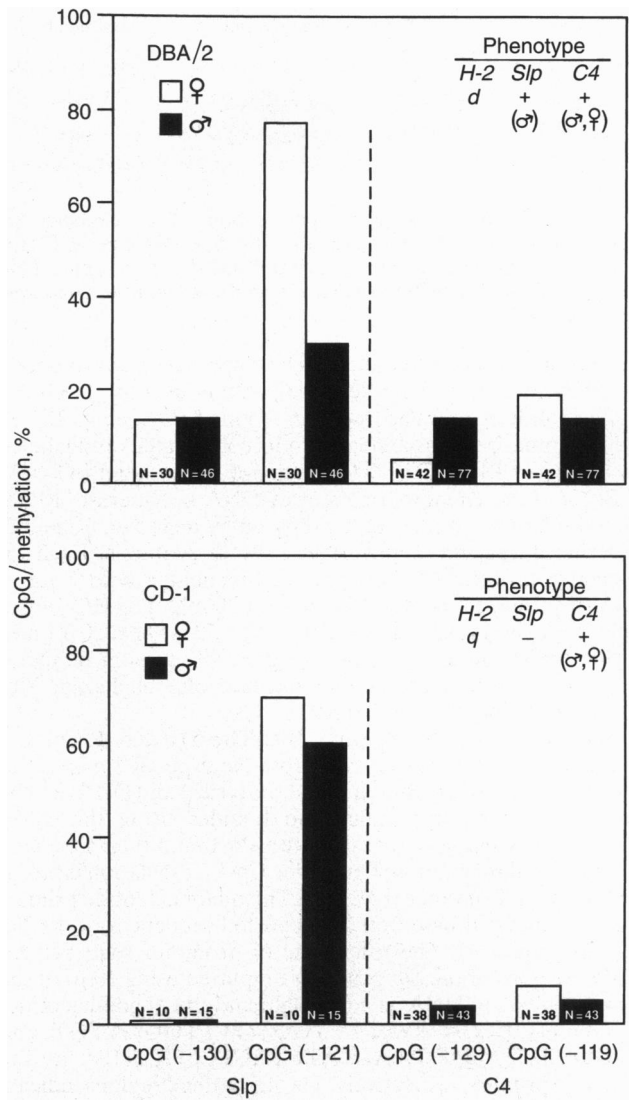 CpG/methylation, %
100
80
60
40
20
0
DBA/2
♀
♂
Phenotype
H-2 Slp C4
d + +
(♂) (♂,♀)
N=30 N=46 N=30 N=46 N=42 N=77 N=42 N=77
100
80
60
40
20
0
CD-1
♀
♂
Phenotype
H-2 Slp C4
q − +
(♂,♀)
N=10 N=15 N=10 N=15 N=38 N=43 N=38 N=43
CpG (−130) CpG (−121) CpG (−129) CpG (−119)
Slp C4